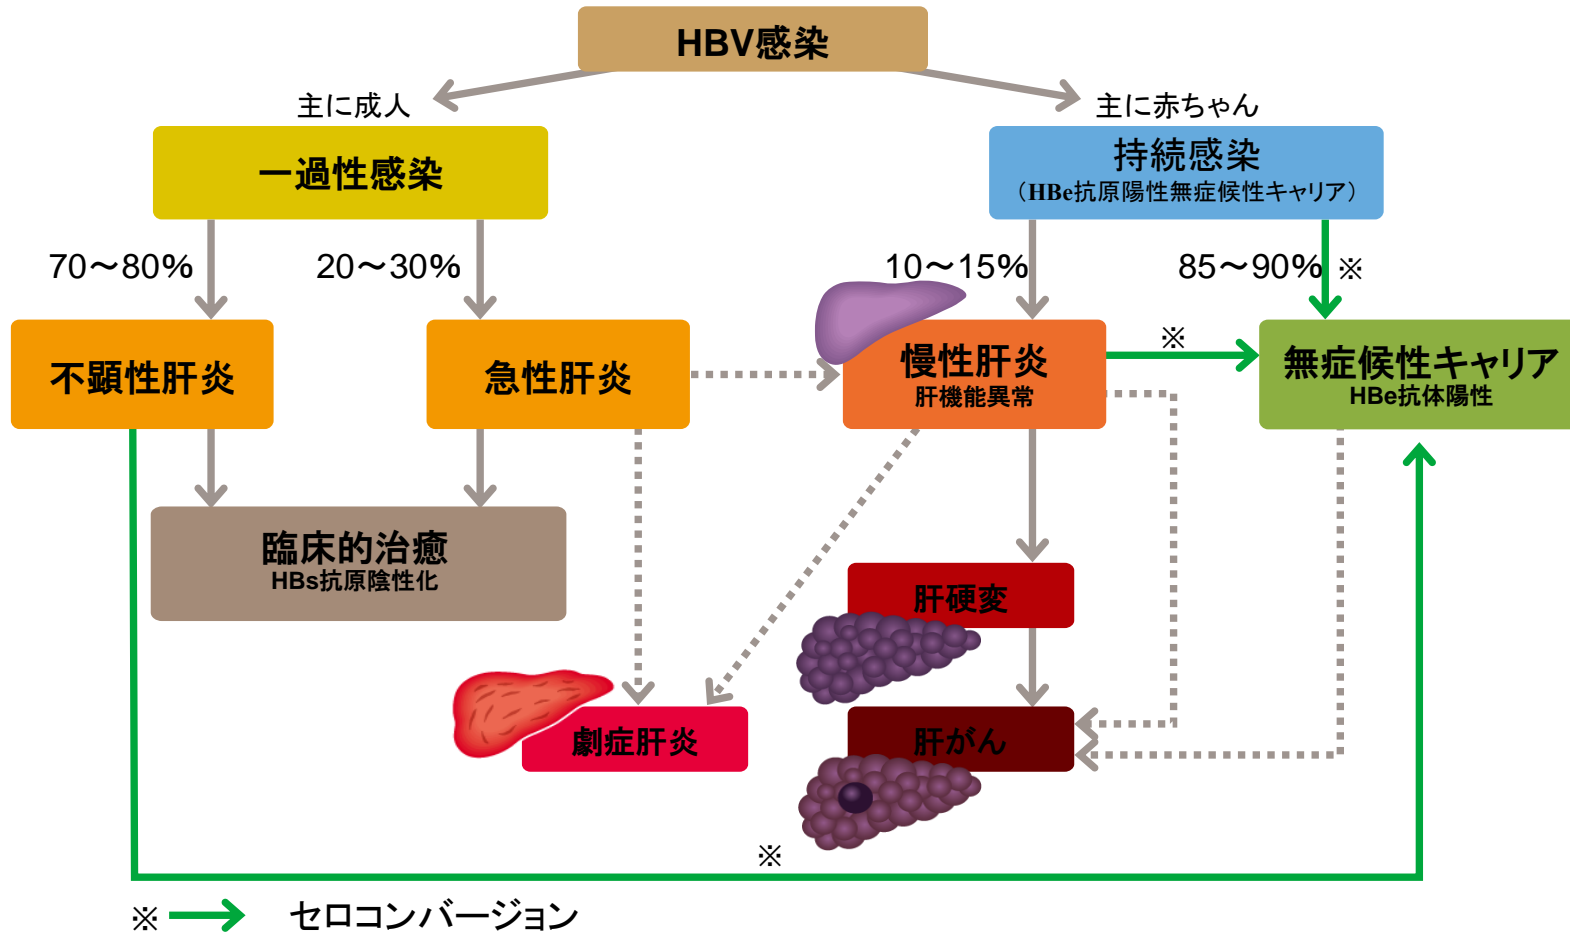 HBV感染
主に成人
主に赤ちゃん
一過性感染
持続感染
（HBe抗原陽性無症候性キャリア）
70～80%
20～30%
10～15%
85～90% ※
不顕性肝炎
急性肝炎
慢性肝炎
肝機能異常
※
無症候性キャリア
HBe抗体陽性
臨床的治癒
HBs抗原陰性化
肝硬変
劇症肝炎
肝がん
※
※ セロコンバージョン